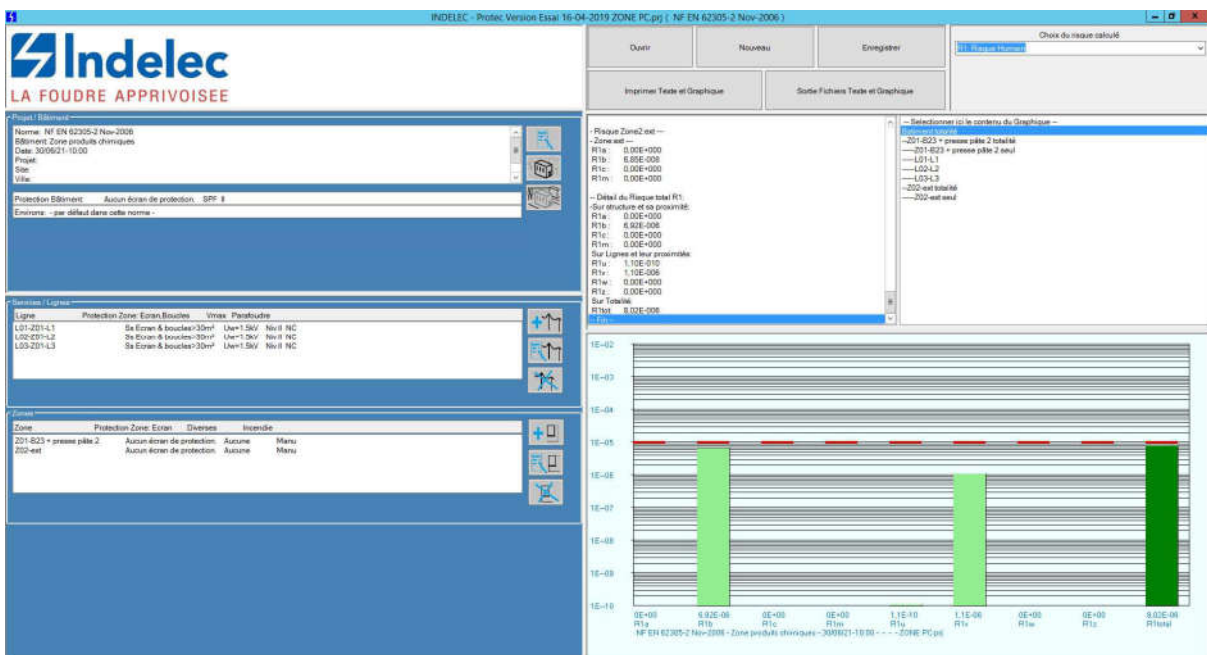 INDELEC - Protec Version Essai 16-04-2019 ZONE PC.prj ( NF EN 62305-2 Nov-2006 )
Indelec
LA FOUDRE APPRIVOISEE
Ouvrir
Nouveau
Enregistrer
Choix du risque calculé
R1: Risque Humain
Imprimer Texte et Graphique
Sortie Fichiers Texte et Graphique
Projet / Bâtiment
Norme: NF EN 62305-2 Nov-2006
Bâtiment: Zone produits chimiques
Date: 30/06/21-10:00
Projet:
Site:
Ville:
Protection Bâtiment: Aucun écran de protection. SPF II
Environs: - par défaut dans cette norme -
Services / Lignes
Ligne Protection Zone: Ecran,Boucles Vmax Parafoudre
L01-Z01-L1 Ss Ecran & boucles>30m² Uw=1.5kV Niv.II NC
L02-Z01-L2 Ss Ecran & boucles>30m² Uw=1.5kV Niv.II NC
L03-Z01-L3 Ss Ecran & boucles>30m² Uw=1.5kV Niv.II NC
Zones
Zone Protection Zone: Ecran Diverses Incendie
Z01-B23 + presse pâte 2 Aucun écran de protection. Aucune Manu
Z02-ext Aucun écran de protection. Aucune Manu
- Risque Zone2:ext ---
- Zone:ext ---
R1a : 0,00E+000
R1b : 6,85E-008
R1c : 0,00E+000
R1m : 0,00E+000
-- Détail du Risque total R1:
-Sur structure et sa proximité:
R1a : 0,00E+000
R1b : 6,92E-006
R1c : 0,00E+000
R1m : 0,00E+000
Sur Lignes et leur proximitée
R1u : 1,10E-010
R1v : 1,10E-006
R1w : 0,00E+000
R1z : 0,00E+000
Sur Totalité:
R1tot: 8,02E-006
-- Fin --
-- Selectionner ici le contenu du Graphique --
Batiment totalité
--Z01-B23 + presse pâte 2 totalité
----Z01-B23 + presse pâte 2 seul
----L01-L1
----L02-L2
----L03-L3
--Z02-ext totalité
----Z02-ext seul
1E-02
1E-03
1E-04
1E-05
1E-06
1E-07
1E-08
1E-09
1E-10
0E+00 6,92E-06 0E+00 0E+00 1,1E-10 1,1E-06 0E+00 0E+00 8,02E-06
R1a R1b R1c R1m R1u R1v R1w R1z R1total
NF EN 62305-2 Nov-2006 - Zone produits chimiques - 30/06/21-10:00 - - - - ZONE PC.prj